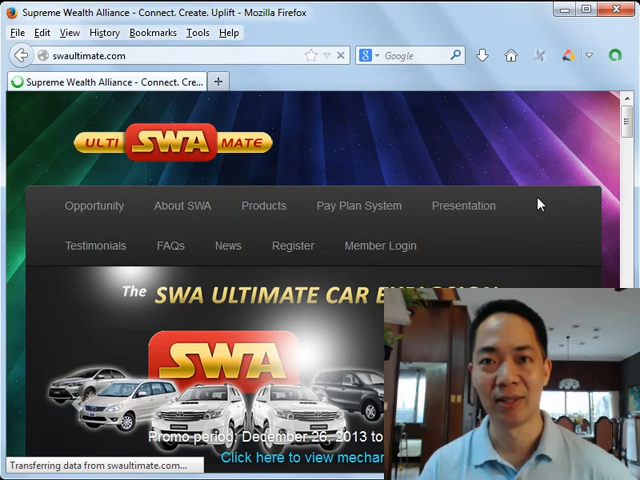 Supreme Wealth Alliance - Connect. Create. Uplift - Mozilla Firefox
File Edit View History Bookmarks Tools Help
swaultimate.com
Google
Supreme Wealth Alliance - Connect. Cre...
ULTI SWA MATE
Opportunity About SWA Products Pay Plan System Presentation
Testimonials FAQs News Register Member Login
The SWA ULTIMATE CAR EXPLOSION
SWA
Promo period: December 26, 2013 to
Click here to view mechan
Transferring data from swaultimate.com...